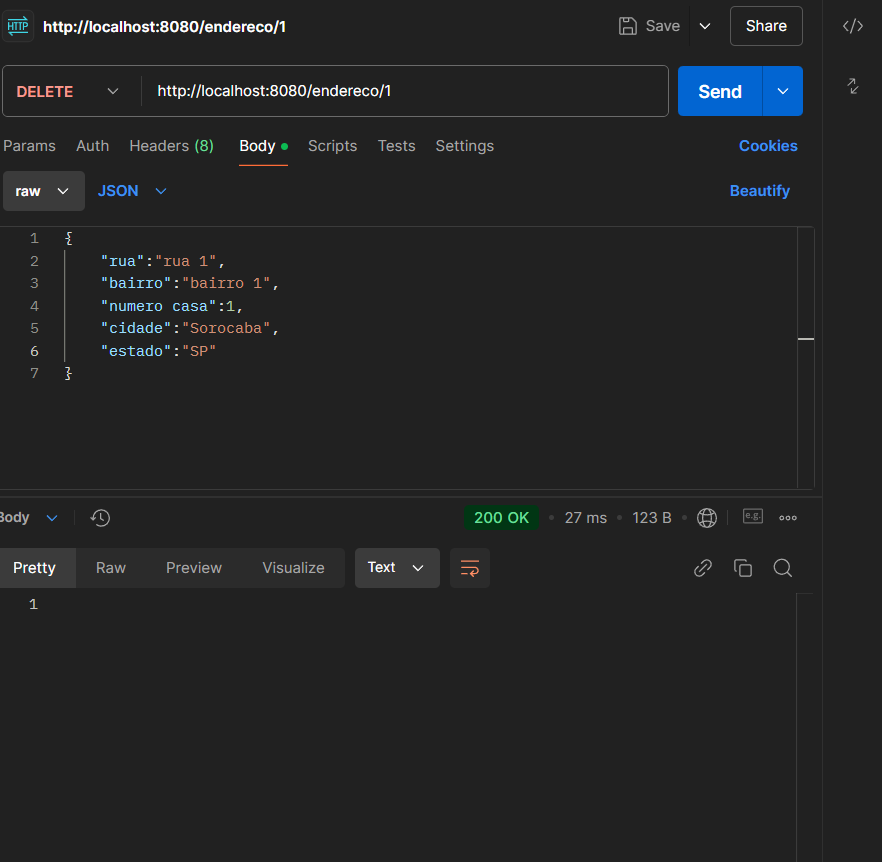 HTTP http://localhost:8080/endereco/1 Save Share
DELETE http://localhost:8080/endereco/1 Send
Params Auth Headers (8) Body Scripts Tests Settings Cookies
raw JSON Beautify
1 {
2 "rua":"rua 1",
3 "bairro":"bairro 1",
4 "numero casa":1,
5 "cidade":"Sorocaba",
6 "estado":"SP"
7 }
Body 200 OK 27 ms 123 B e.g.
Pretty Raw Preview Visualize Text
1